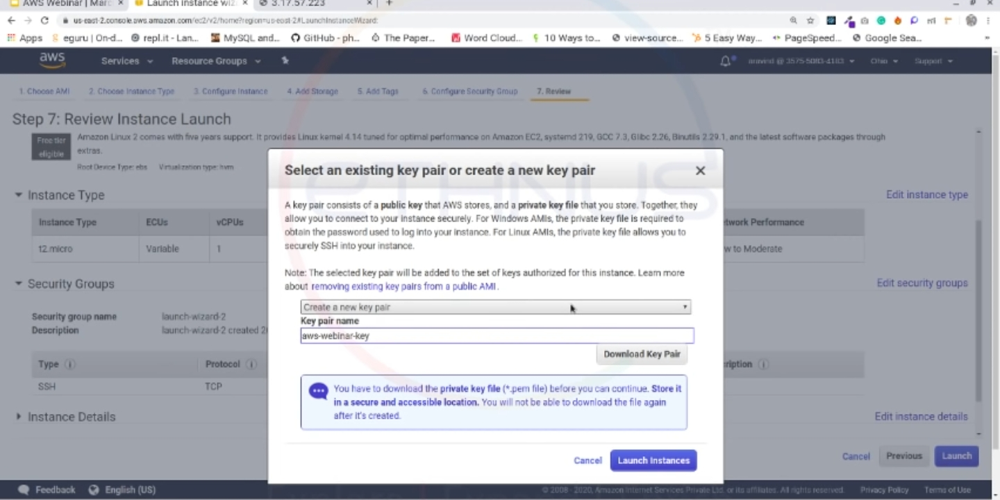 AWS Webinar | Marc
Launch instance wiz
3.17.57.223
us-east-2.console.aws.amazon.com/ec2/v2/home?region=us-east-2#LaunchInstanceWizard:
Apps
eguru | On-d...
repl.it - Lan...
MySQL and...
GitHub - ph...
The Paper...
Word Cloud...
10 Ways to...
view-source...
5 Easy Way...
PageSpeed...
Google Sea...
aws
Services
Resource Groups
aravind @ 3575-5083-4183
Ohio
Support
1. Choose AMI
2. Choose Instance Type
3. Configure Instance
4. Add Storage
5. Add Tags
6. Configure Security Group
7. Review
Step 7: Review Instance Launch
Free tier
eligible
Amazon Linux 2 comes with five years support. It provides Linux kernel 4.14 tuned for optimal performance on Amazon EC2, systemd 219, GCC 7.3, Glibc 2.26, Binutils 2.29.1, and the latest software packages through
extras.
Root Device Type: ebs Virtualization type: hvm
Instance Type
Edit instance type
Instance Type
ECUs
vCPUs
twork Performance
t2.micro
Variable
1
w to Moderate
Security Groups
Edit security groups
Security group name
launch-wizard-2
Description
launch-wizard-2 created 2
Type
Protocol
ription
SSH
TCP
Instance Details
Edit instance details
Select an existing key pair or create a new key pair
ETHNUS
A key pair consists of a public key that AWS stores, and a private key file that you store. Together, they
allow you to connect to your instance securely. For Windows AMIs, the private key file is required to
obtain the password used to log into your instance. For Linux AMIs, the private key file allows you to
securely SSH into your instance.
Note: The selected key pair will be added to the set of keys authorized for this instance. Learn more
about removing existing key pairs from a public AMI.
Create a new key pair
Key pair name
aws-webinar-key
Download Key Pair
You have to download the private key file (*.pem file) before you can continue. Store it
in a secure and accessible location. You will not be able to download the file again
after it's created.
Cancel
Launch Instances
Cancel
Previous
Launch
Feedback
English (US)
© 2008 - 2020, Amazon Internet Services Private Ltd. or its affiliates. All rights reserved.
Privacy Policy
Terms of Use